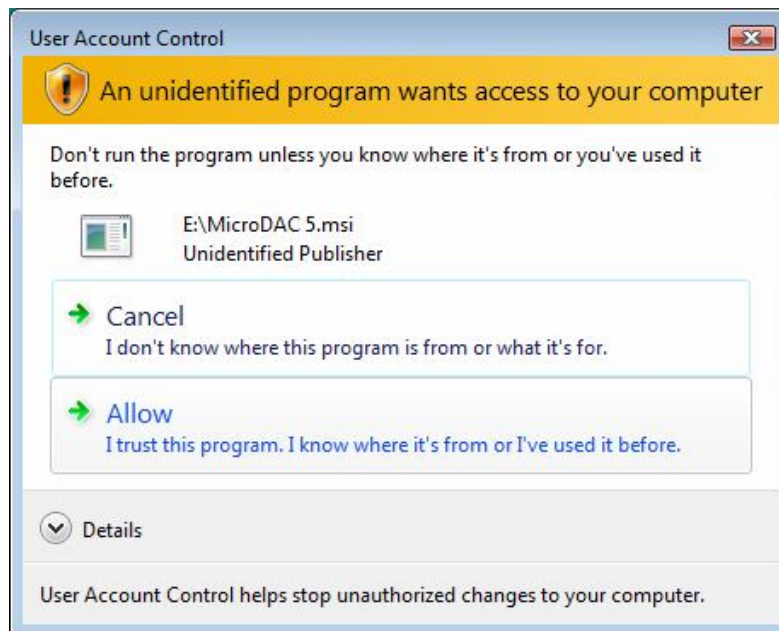 User Account Control
An unidentified program wants access to your computer
Don't run the program unless you know where it's from or you've used it
before.
E:\MicroDAC 5.msi
Unidentified Publisher
Cancel
I don't know where this program is from or what it's for.
Allow
I trust this program. I know where it's from or I've used it before.
Details
User Account Control helps stop unauthorized changes to your computer.